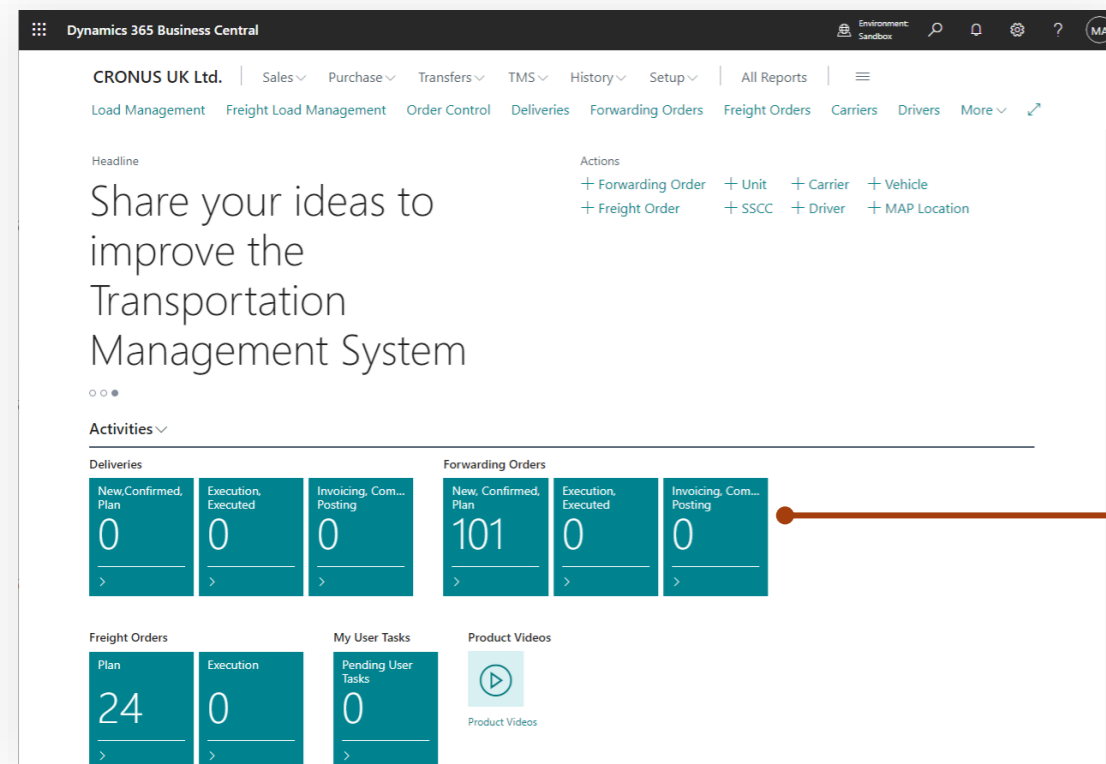 Dynamics 365 Business Central
Environment:
Sandbox
?
MA
CRONUS UK Ltd. Sales Purchase Transfers TMS History Setup All Reports
Load Management Freight Load Management Order Control Deliveries Forwarding Orders Freight Orders Carriers Drivers More
Headline
Share your ideas to
improve the
Transportation
Management System
Actions
+ Forwarding Order + Unit + Carrier + Vehicle
+ Freight Order + SSCC + Driver + MAP Location
Activities
Deliveries
New,Confirmed,
Plan
0
Execution,
Executed
0
Invoicing, Com...
Posting
0
Forwarding Orders
New, Confirmed,
Plan
101
Execution,
Executed
0
Invoicing, Com...
Posting
0
Freight Orders
Plan
24
Execution
0
My User Tasks
Pending User
Tasks
0
Product Videos
Product Videos